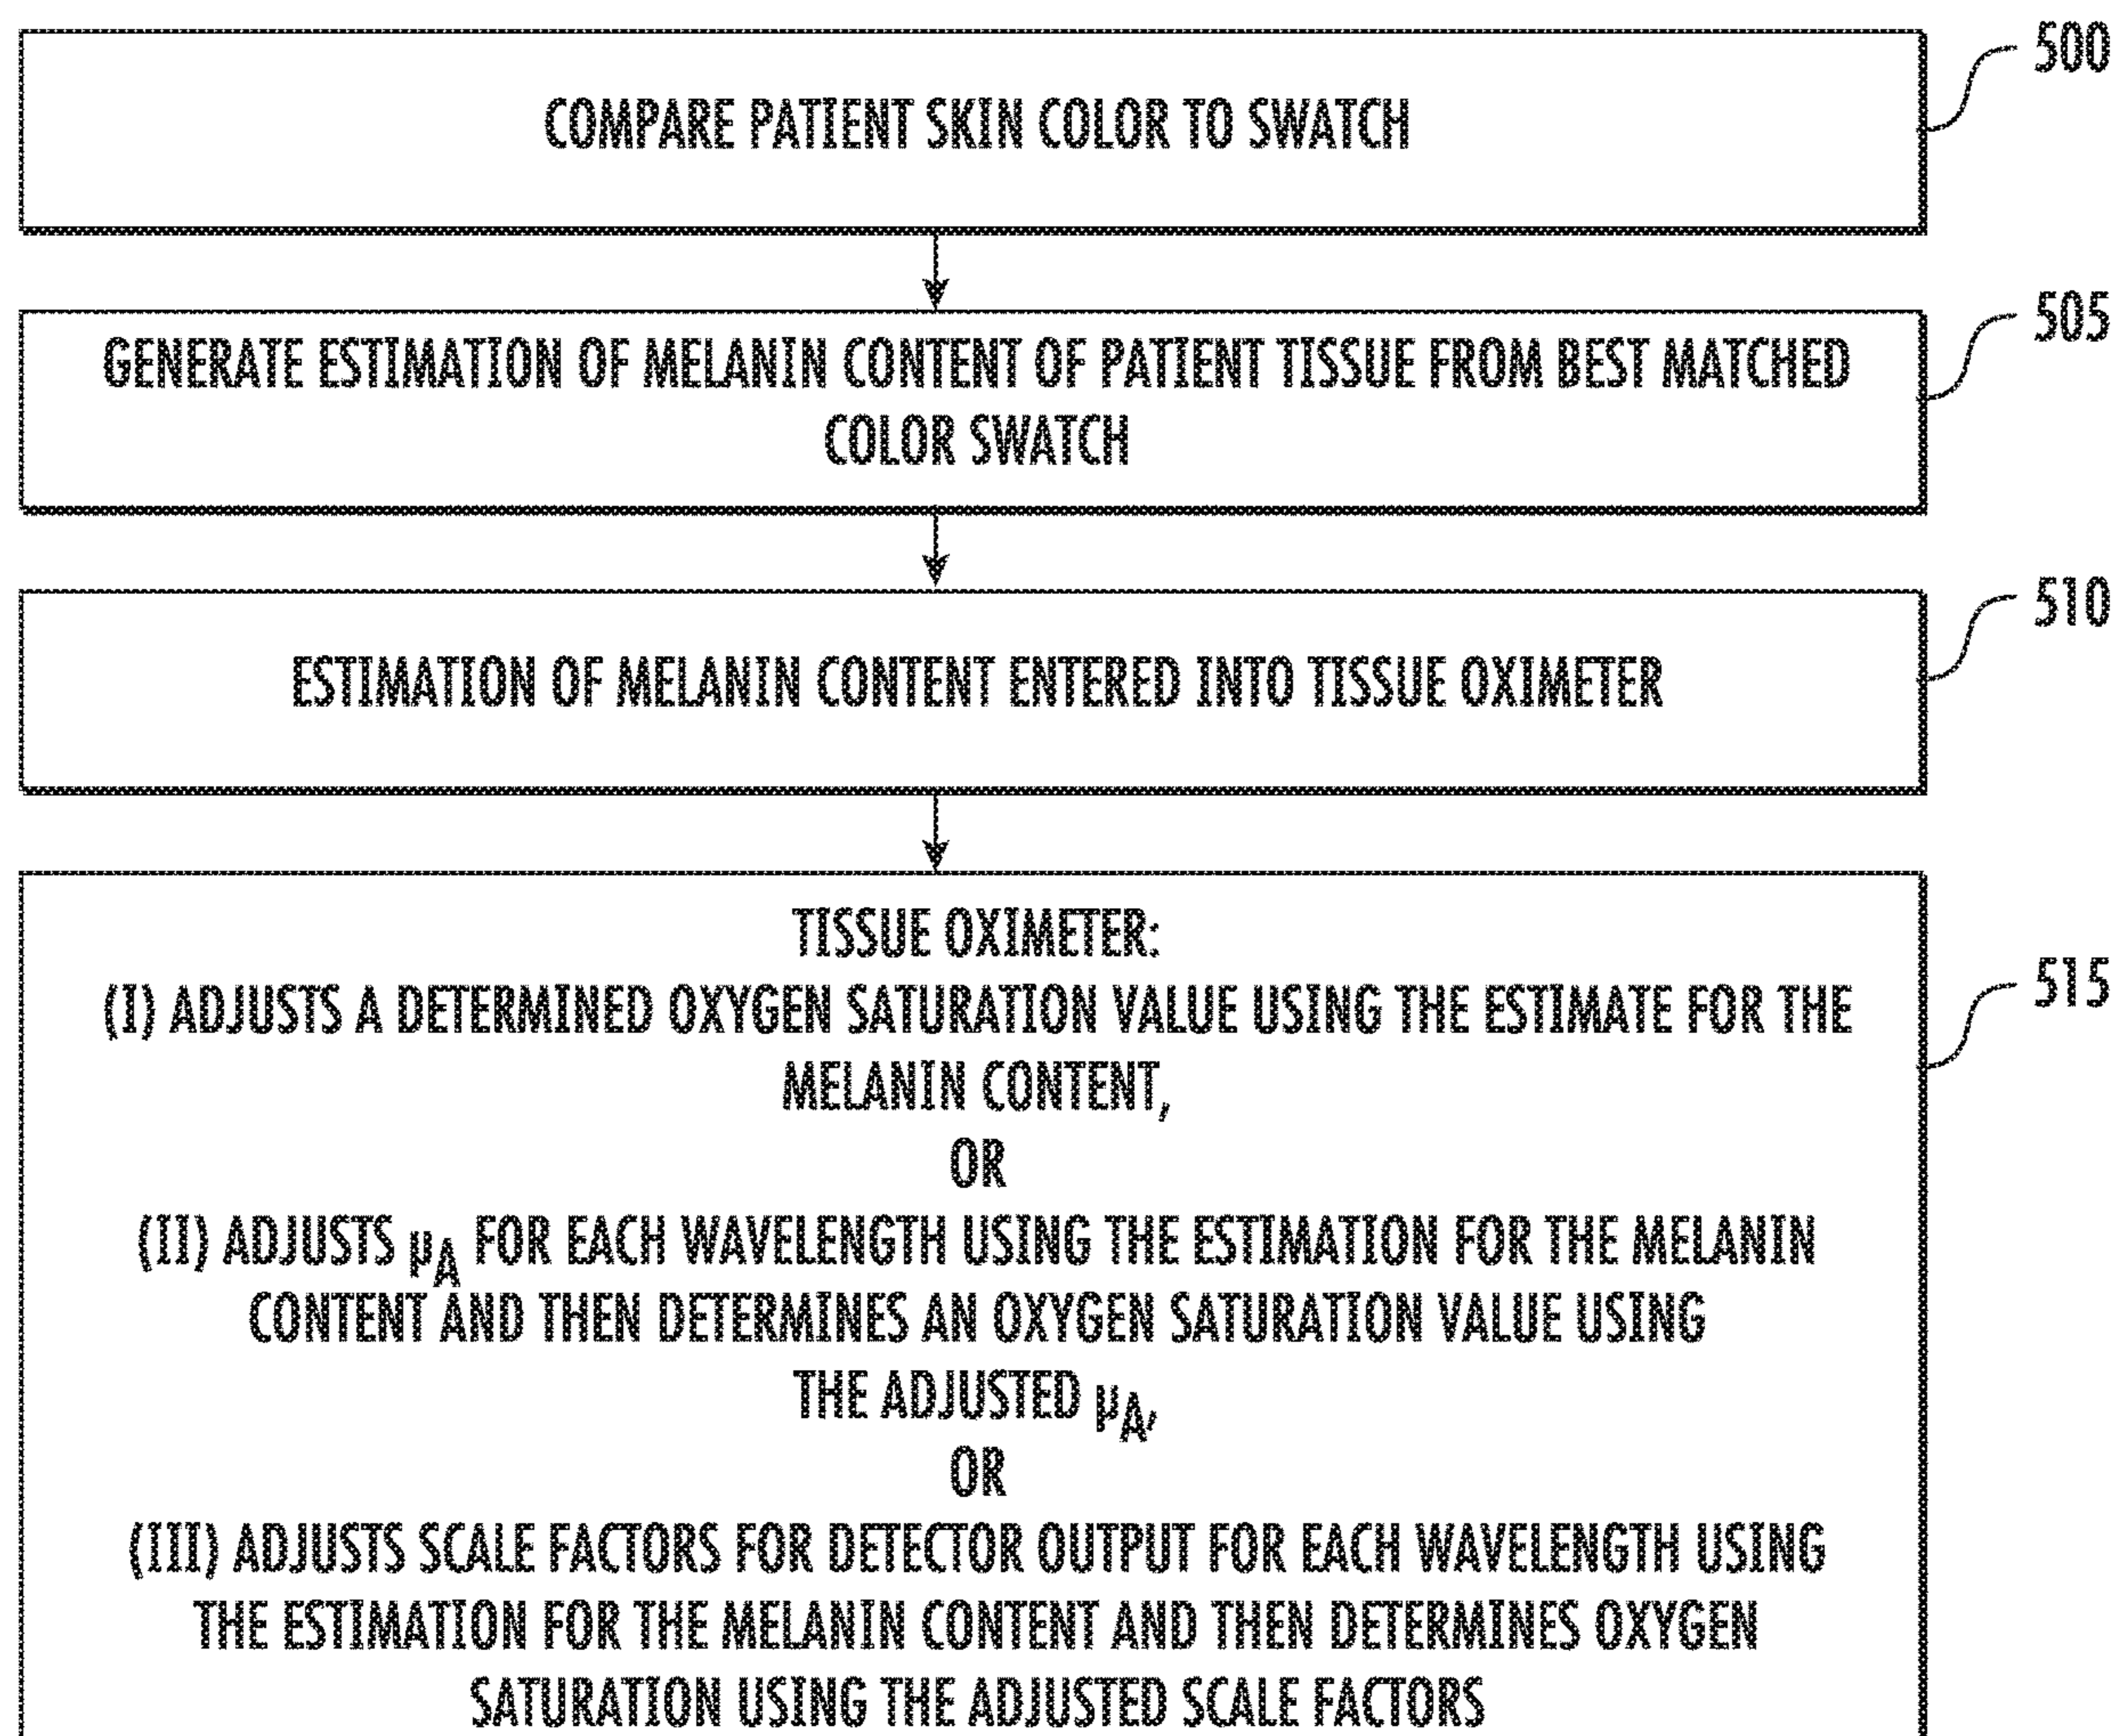 500
COMPARE PATIENT SKIN COLOR TO SWATCH
505
GENERATE ESTIMATION OF MELANIN CONTENT OF PATIENT TISSUE FROM BEST MATCHED
COLOR SWATCH
510
ESTIMATION OF MELANIN CONTENT ENTERED INTO TISSUE OXIMETER
TISSUE OXIMETER:
515
(I) ADJUSTS A DETERMINED OXYGEN SATURATION VALUE USING THE ESTIMATE FOR THE
MELANIN CONTENT,
OR
(II) ADJUSTS μA FOR EACH WAVELENGTH USING THE ESTIMATION FOR THE MELANIN
CONTENT AND THEN DETERMINES AN OXYGEN SATURATION VALUE USING
THE ADJUSTED μA,
OR
(III) ADJUSTS SCALE FACTORS FOR DETECTOR OUTPUT FOR EACH WAVELENGTH USING
THE ESTIMATION FOR THE MELANIN CONTENT AND THEN DETERMINES OXYGEN
SATURATION USING THE ADJUSTED SCALE FACTORS